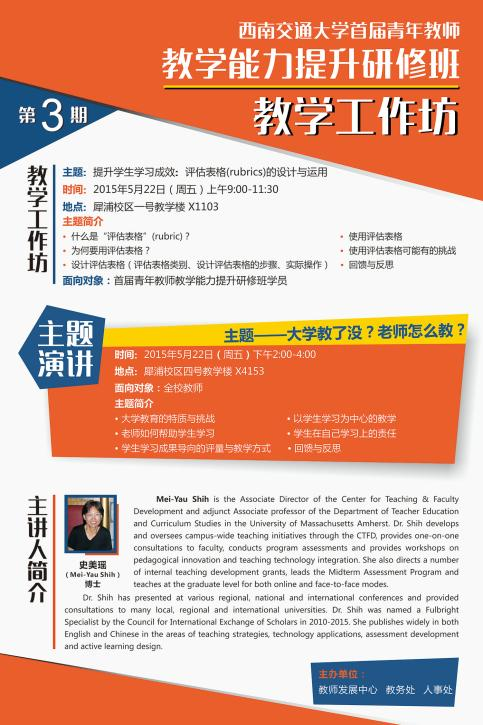 西南交通大学首届青年教师
教学能力提升研修班
教学工作坊
第3期
教学工作坊
主题：提升学生学习成效：评估表格(rubrics)的设计与运用
时间：2015年5月22日（周五）上午9:00-11:30
地点：犀浦校区一号教学楼 X1103
主题简介
• 什么是“评估表格”(rubric)？
• 使用评估表格
• 为何要用评估表格？
• 使用评估表格可能有的挑战
• 设计评估表格（评估表格类别、设计评估表格的步骤、实际操作）
• 回馈与反思
面向对象：首届青年教师教学能力提升研修班学员
主题演讲
主题——大学教了没？老师怎么教？
时间：2015年5月22日（周五）下午2:00-4:00
地点：犀浦校区四号教学楼 X4153
面向对象：全校教师
主题简介
• 大学教育的特质与挑战
• 以学生学习为中心的教学
• 老师如何帮助学生学习
• 学生在自己学习上的责任
• 学生学习成果导向的评量与教学方式
• 回馈与反思
主讲人简介
史美瑶
（Mei-Yau Shih）
博士
Mei-Yau Shih is the Associate Director of the Center for Teaching & Faculty
Development and adjunct Associate professor of the Department of Teacher Education
and Curriculum Studies in the University of Massachusetts Amherst. Dr. Shih develops
and oversees campus-wide teaching initiatives through the CTFD, provides one-on-one
consultations to faculty, conducts program assessments and provides workshops on
pedagogical innovation and teaching technology integration. She also directs a number
of internal teaching development grants, leads the Midterm Assessment Program and
teaches at the graduate level for both online and face-to-face modes.
Dr. Shih has presented at various regional, national and international conferences and provided
consultations to many local, regional and international universities. Dr. Shih was named a Fulbright
Specialist by the Council for International Exchange of Scholars in 2010-2015. She publishes widely in both
English and Chinese in the areas of teaching strategies, technology applications, assessment development
and active learning design.
主办单位：
教师发展中心 教务处 人事处